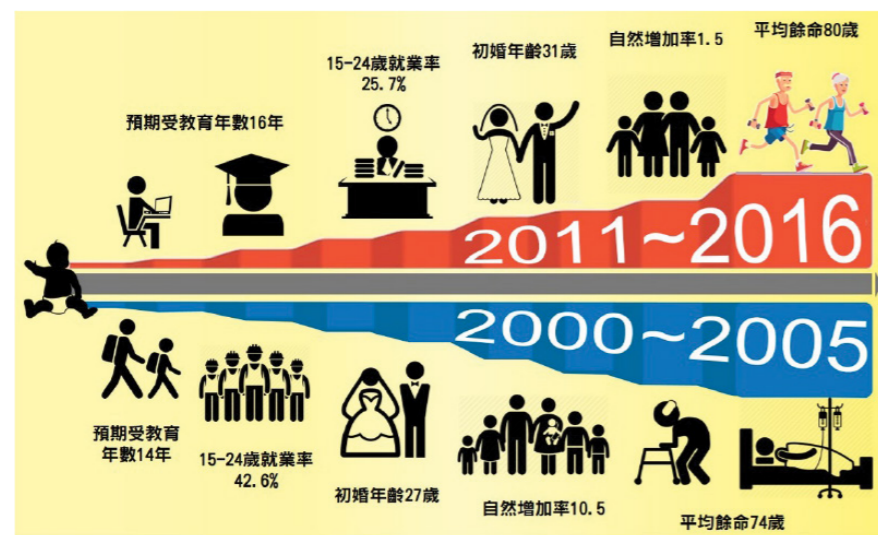 預期受教育年數16年
15-24歲就業率
25.7%
初婚年齡31歲
自然增加率1.5
平均餘命80歲
2011~2016
2000~2005
預期受教育
年數14年
15-24歲就業率
42.6%
初婚年齡27歲
自然增加率10.5
平均餘命74歲